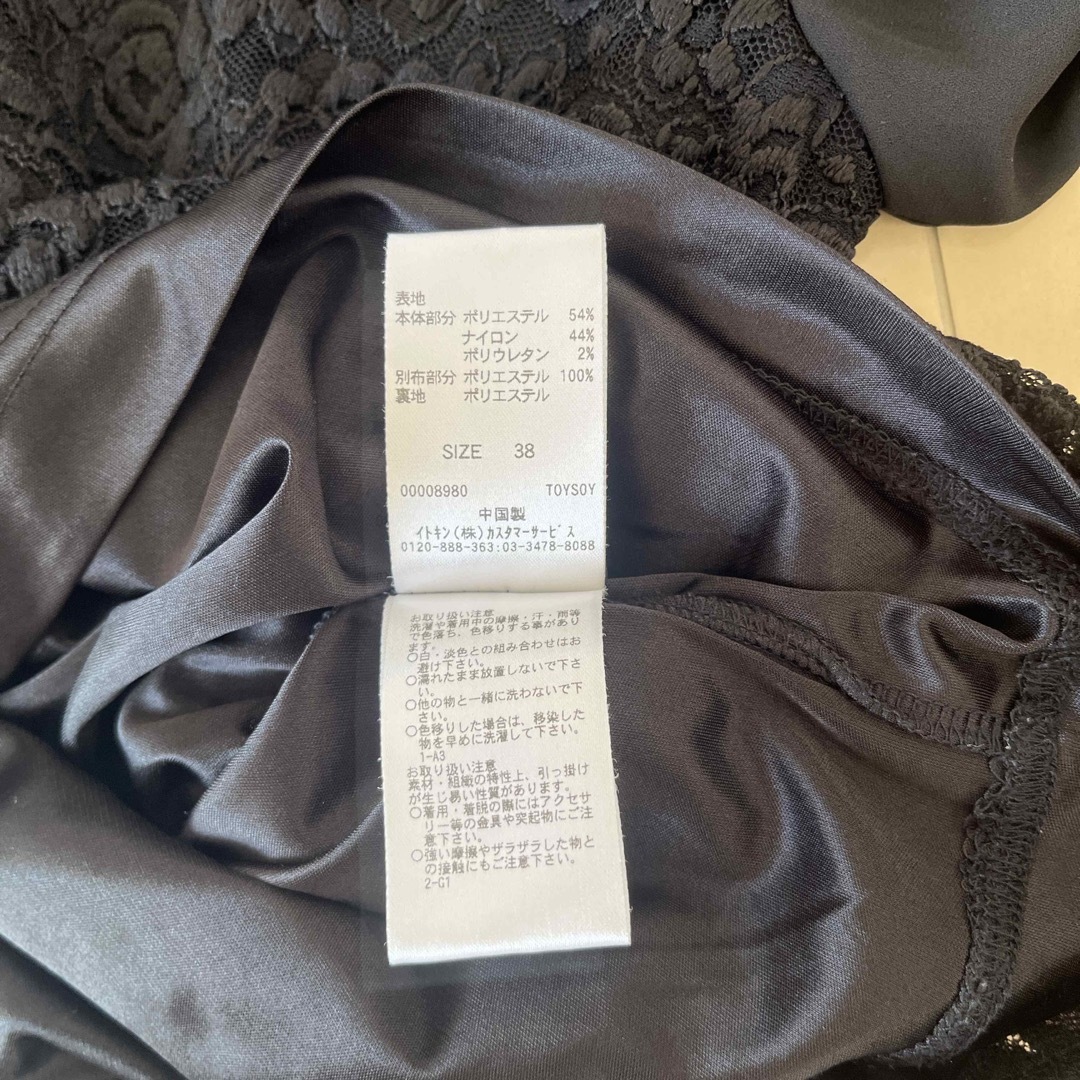 表地
本体部分 ポリエステル 54%
ナイロン 44%
ポリウレタン 2%
別布部分 ポリエステル 100%
裏地 ポリエステル
SIZE 38
00008980 TOYSOY
中国製
イトキン(株)カスタマーサービス
0120-888-363:03-3478-8088
お取り扱い注意
洗濯や着用中の摩擦・汗・雨等
で色落ち、色移りする事があり
ます。
○白・淡色との組み合わせはお
避け下さい。
○濡れたまま放置しないで下さ
い。
○他の物と一緒に洗わないで下
さい。
○色移りした場合は、移染した
物を早めに洗濯して下さい。
1-A3
お取り扱い注意
素材・組織の特性上、引っ掛け
が生じ易い性質があります。
○着用・着脱の際にはアクセサ
リー等の金具や突起物にご注
意下さい。
○強い摩擦やザラザラした物と
の接触にもご注意下さい。
2-G1